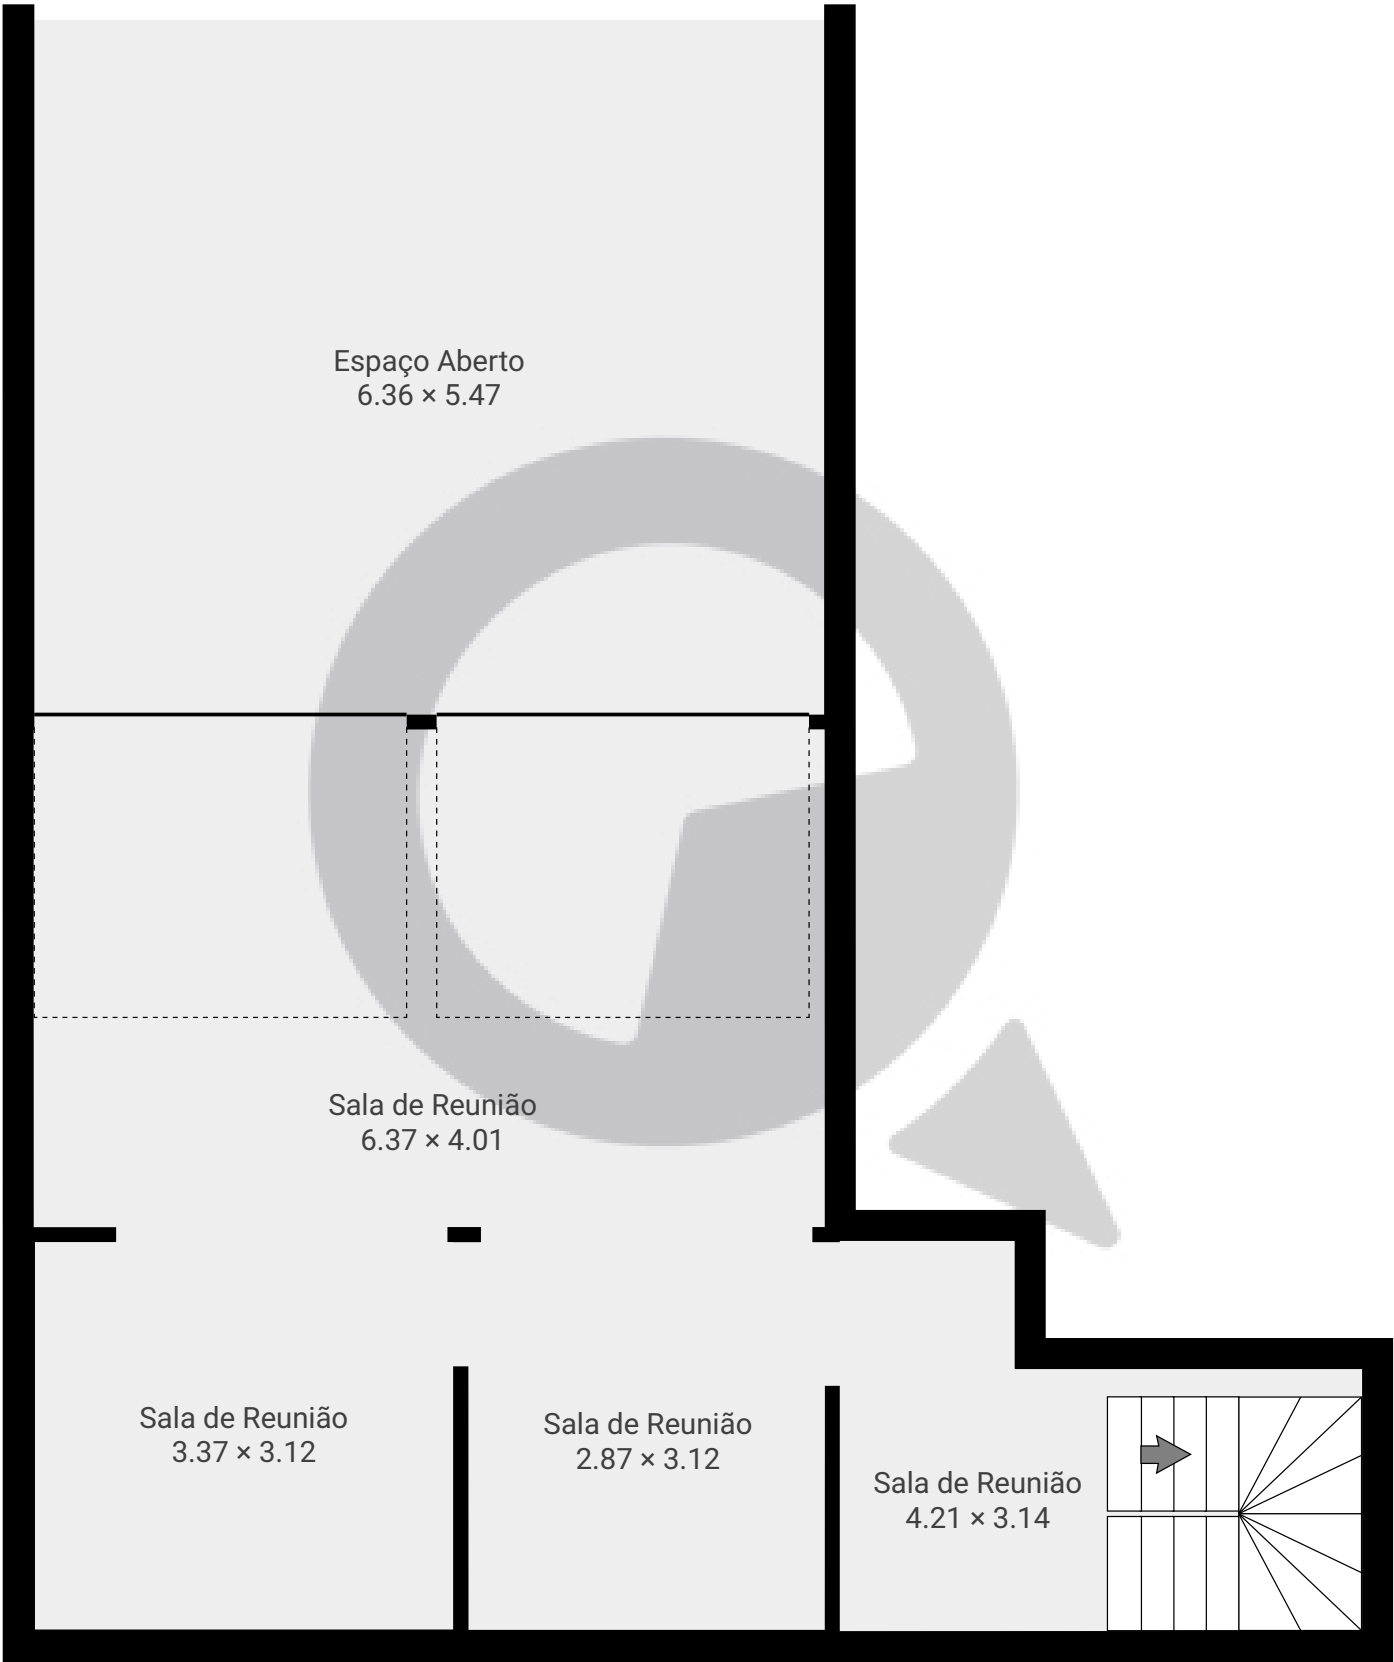 Espaço Aberto
6.36 × 5.47
Sala de Reunião
6.37 × 4.01
Sala de Reunião
3.37 × 3.12
Sala de Reunião
2.87 × 3.12
Sala de Reunião
4.21 × 3.14